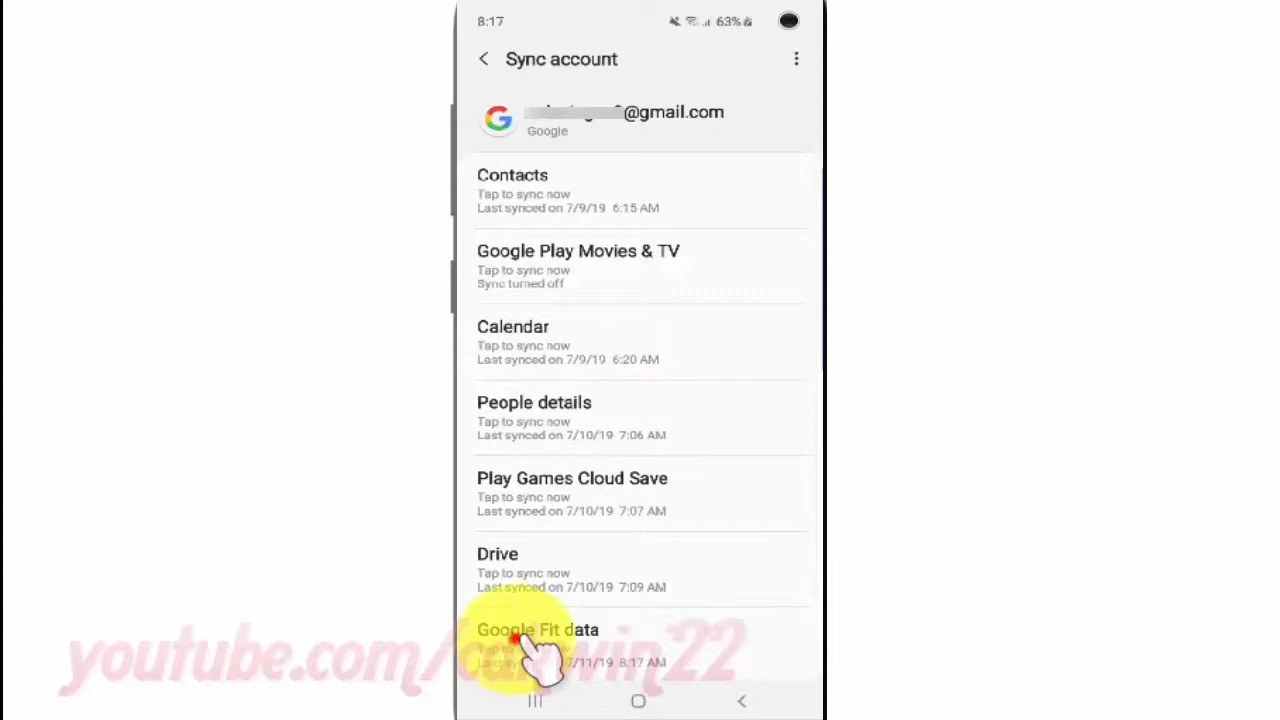 8:17
63%
Sync account
@gmail.com
Google
Contacts
Tap to sync now
Last synced on 7/9/19 6:15 AM
Google Play Movies & TV
Tap to sync now
Sync turned off
Calendar
Tap to sync now
Last synced on 7/9/19 6:20 AM
People details
Tap to sync now
Last synced on 7/10/19 7:06 AM
Play Games Cloud Save
Tap to sync now
Last synced on 7/10/19 7:07 AM
Drive
Tap to sync now
Last synced on 7/10/19 7:09 AM
Google Fit data
7/11/19 8:17 AM